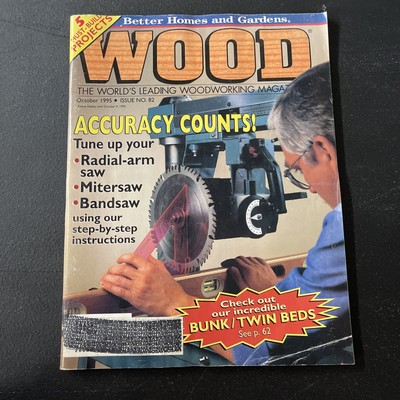 5
MUST-BUILD
PROJECTS
Better Homes and Gardens®
WOOD®
THE WORLD'S LEADING WOODWORKING MAGAZINE
October 1995 • ISSUE NO. 82
ACCURACY COUNTS!
Tune up your
•Radial-arm
saw
•Mitersaw
•Bandsaw
using our
step-by-step
instructions
Check out
our incredible
BUNK/TWIN BEDS
See p. 62